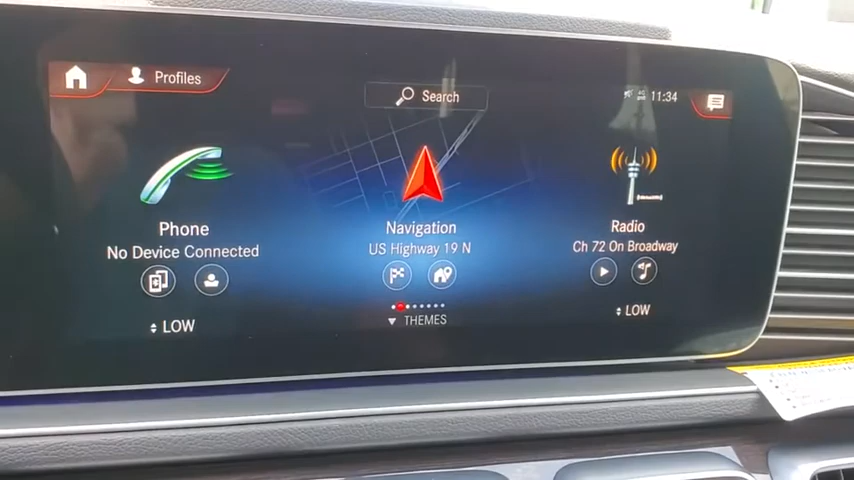 Profiles
Search
11:34
Phone
No Device Connected
Navigation
US Highway 19 N
Radio
Ch 72 On Broadway
LOW
THEMES
LOW